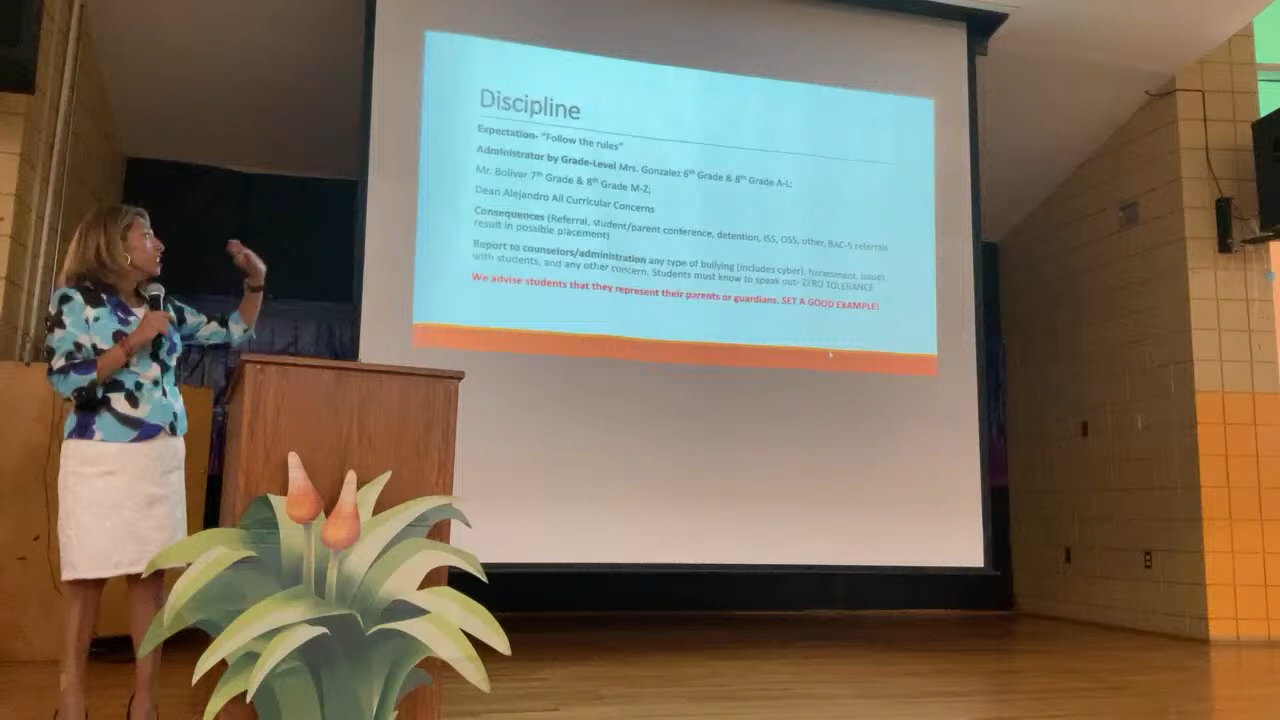 Discipline
Expectation- "Follow the rules"
Administrator by Grade-Level Mrs. Gonzalez 6th Grade & 8th Grade A-L;
Mr. Bolivar 7th Grade & 8th Grade M-Z,
Dean Alejandro All Curricular Concerns
Consequences (Referral, student/parent conference, detention, ISS, OSS, other, BAC-5 referrals
result in possible placement)
Report to counselors/administration any type of bullying (includes cyber), harassment, issues
with students, and any other concern. Students must know to speak out- ZERO TOLERANCE
We advise students that they represent their parents or guardians. SET A GOOD EXAMPLE!